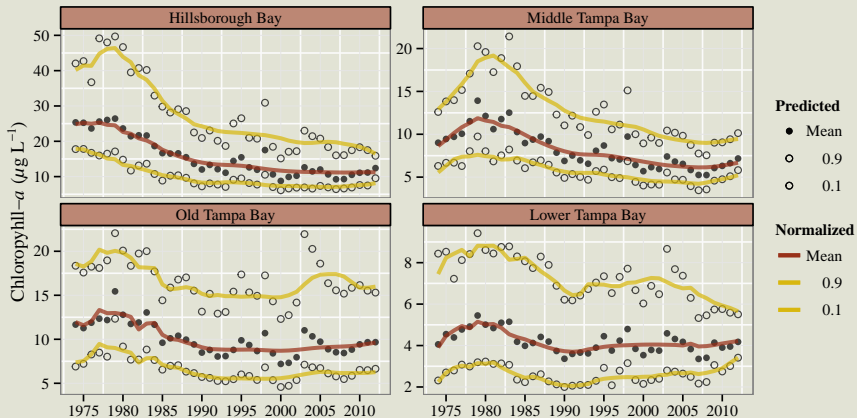 Hillsborough Bay
Middle Tampa Bay
50
40
30
20
10
20
15
10
5
Old Tampa Bay
Lower Tampa Bay
20
15
10
5
8
6
4
2
1975 1980 1985 1990 1995 2000 2005 2010
1975 1980 1985 1990 1995 2000 2005 2010
Chloropyhll−a (μg L−1)
Predicted
Mean
0.9
0.1
Normalized
Mean
0.9
0.1